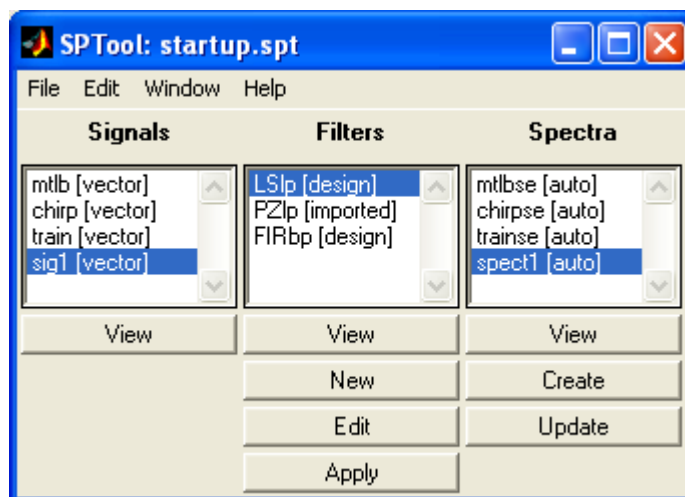 SPTool: startup.spt
File Edit Window Help
Signals Filters Spectra
mtlb [vector]
chirp [vector]
train [vector]
sig1 [vector]
LSlp [design]
PZlp [imported]
FIRbp [design]
mtlbse [auto]
chirpse [auto]
trainse [auto]
spect1 [auto]
View View View
New Create
Edit Update
Apply